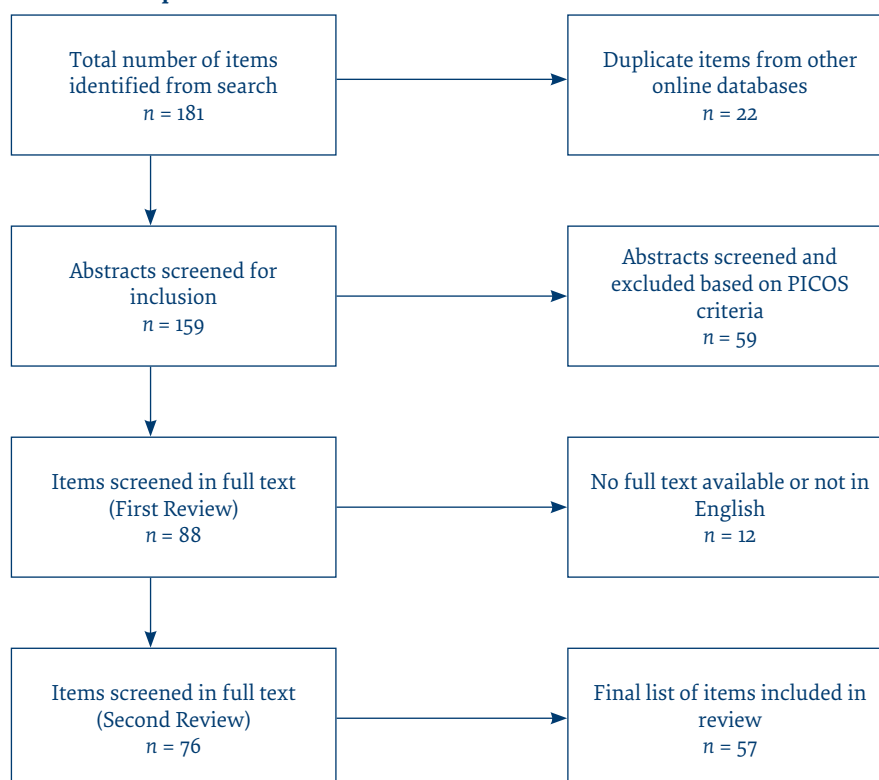 Total number of items
identified from search
n = 181
Duplicate items from other
online databases
n = 22
Abstracts screened for
inclusion
n = 159
Abstracts screened and
excluded based on PICOS
criteria
n = 59
Items screened in full text
(First Review)
n = 88
No full text available or not in
English
n = 12
Items screened in full text
(Second Review)
n = 76
Final list of items included in
review
n = 57